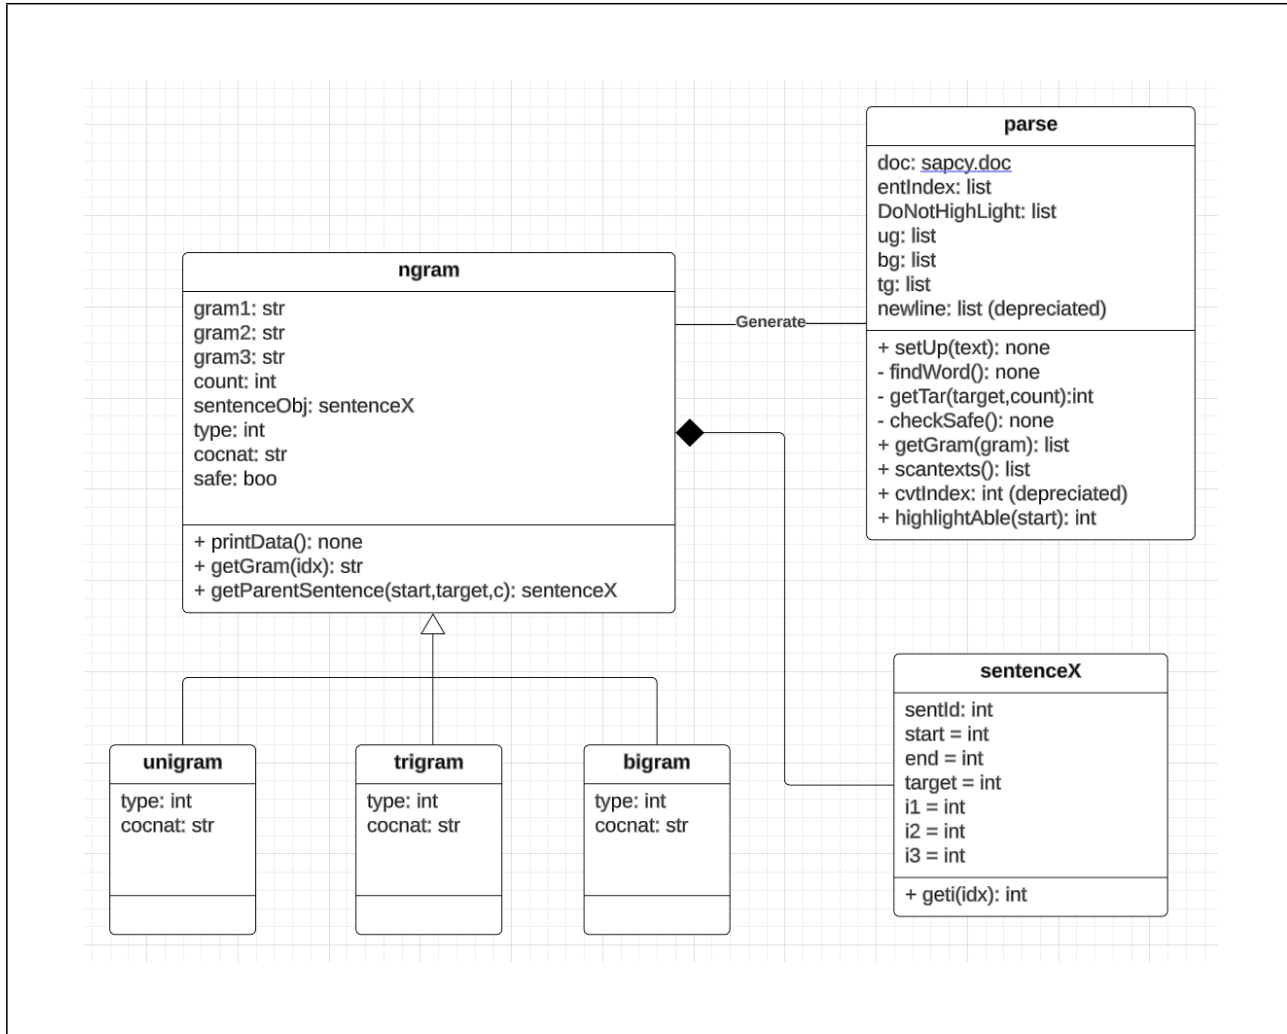 parse
doc: sapcy.doc
entIndex: list
DoNotHighLight: list
ug: list
bg: list
tg: list
newline: list (depreciated)
+ setUp(text): none
- findWord(): none
- getTar(target,count):int
- checkSafe(): none
+ getGram(gram): list
+ scantexts(): list
+ cvtIndex: int (depreciated)
+ highlightAble(start): int
ngram
gram1: str
gram2: str
gram3: str
count: int
sentenceObj: sentenceX
type: int
cocnat: str
safe: boo
+ printData(): none
+ getGram(idx): str
+ getParentSentence(start,target,c): sentenceX
Generate
sentenceX
sentId: int
start = int
end = int
target = int
i1 = int
i2 = int
i3 = int
+ geti(idx): int
unigram
type: int
cocnat: str
trigram
type: int
cocnat: str
bigram
type: int
cocnat: str